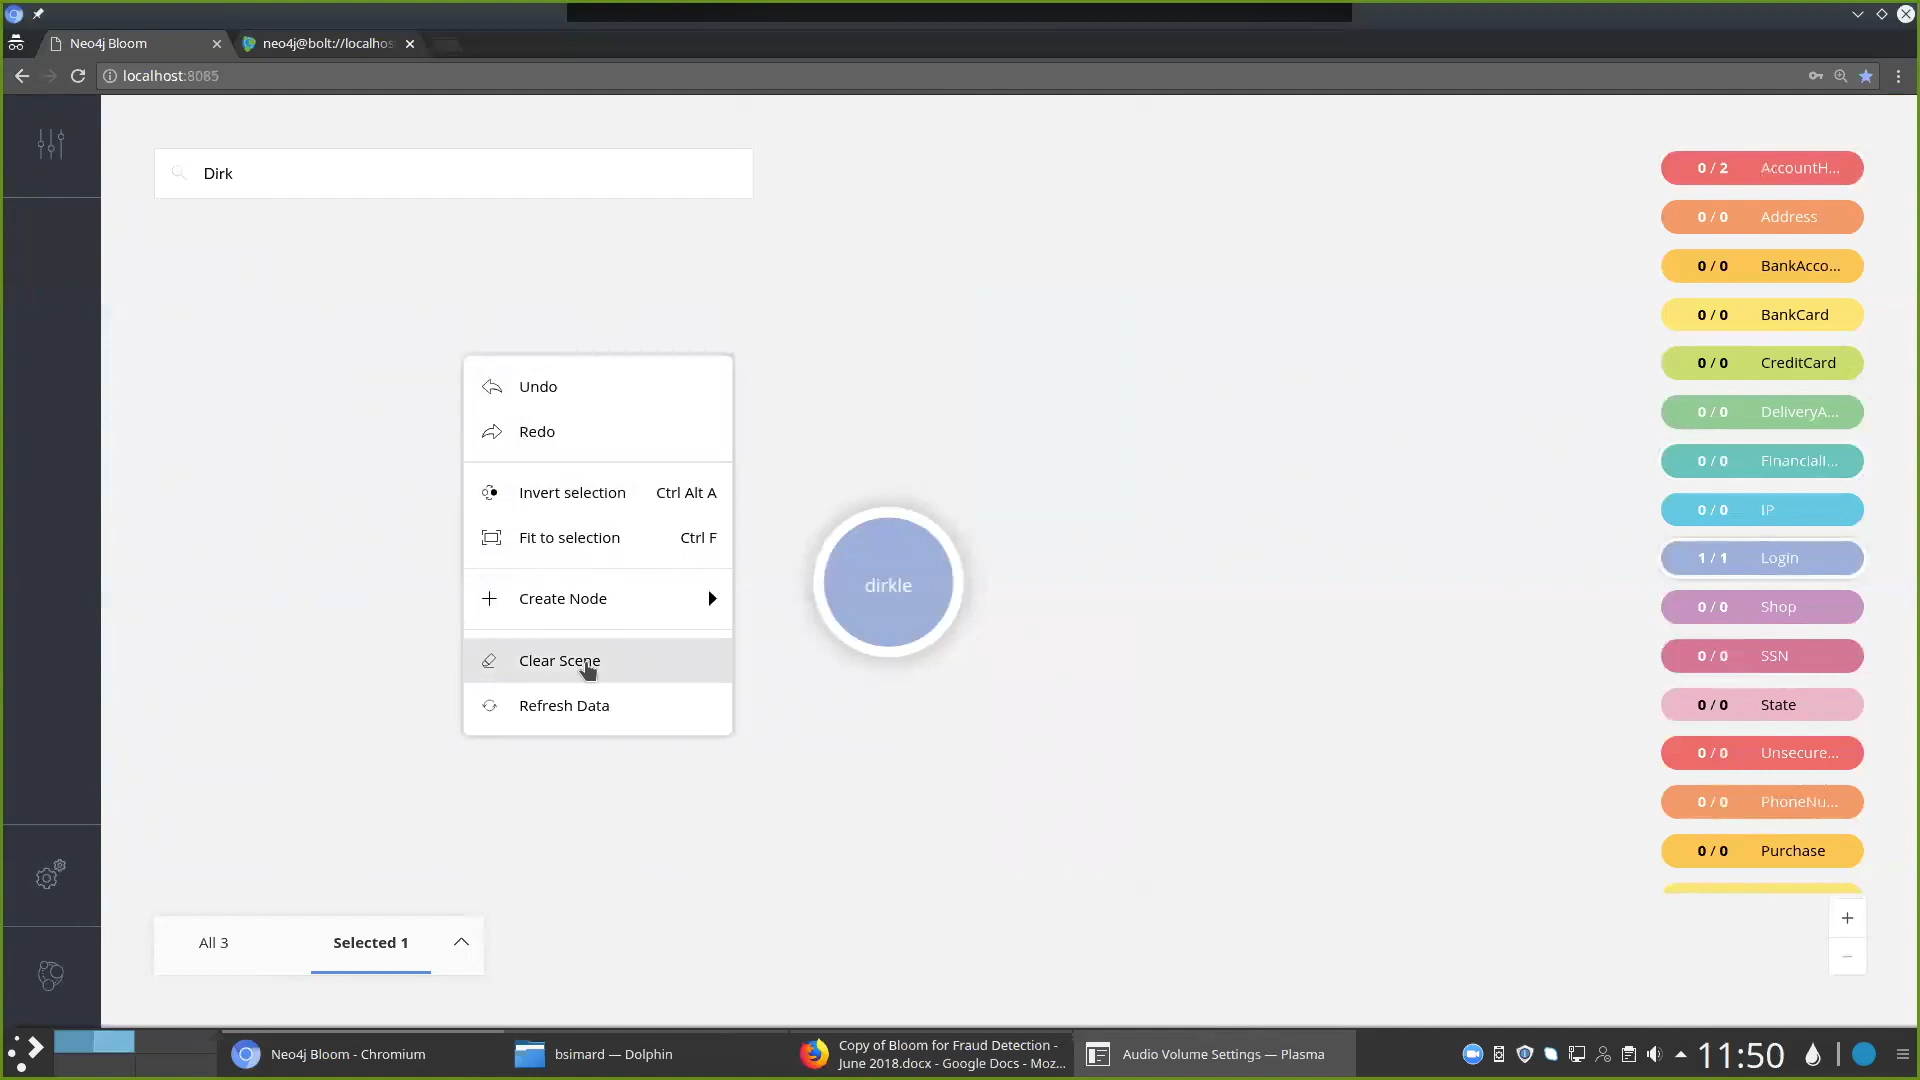 Neo4j Bloom
neo4j@bolt://localhos
localhost:8085
Dirk
Undo
Redo
Invert selection Ctrl Alt A
Fit to selection Ctrl F
Create Node
Clear Scene
Refresh Data
dirkle
0 / 2 AccountH...
0 / 0 Address
0 / 0 BankAcco...
0 / 0 BankCard
0 / 0 CreditCard
0 / 0 DeliveryA...
0 / 0 FinancialI...
0 / 0 IP
1 / 1 Login
0 / 0 Shop
0 / 0 SSN
0 / 0 State
0 / 0 Unsecure...
0 / 0 PhoneNu...
0 / 0 Purchase
All 3 Selected 1
Neo4j Bloom - Chromium
bsimard — Dolphin
Copy of Bloom for Fraud Detection -
June 2018.docx - Google Docs - Moz...
Audio Volume Settings — Plasma
11:50